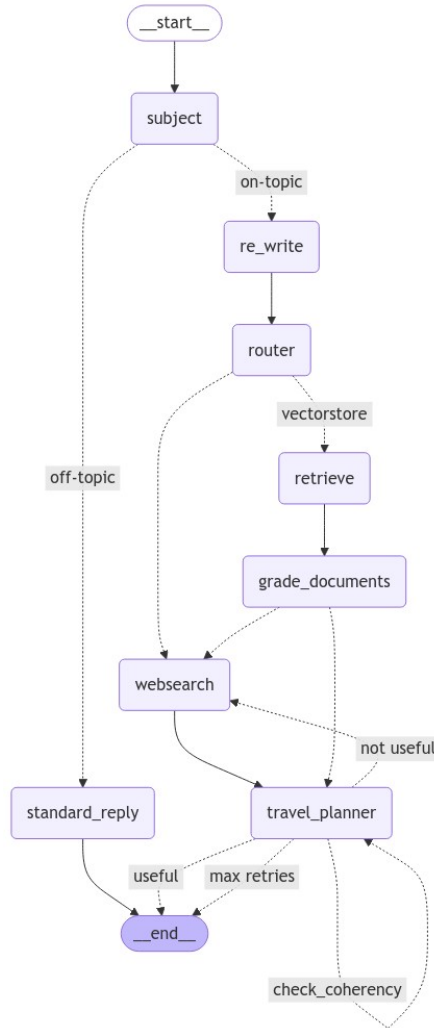 __start__
subject
on-topic
re_write
router
vectorstore
off-topic
retrieve
grade_documents
websearch
not useful
standard_reply
travel_planner
useful
max retries
__end__
check_coherency